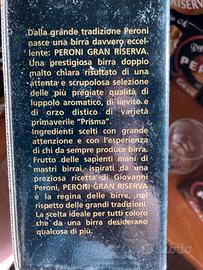 Dalla grande tradizione Peroni
nasce una birra davvero eccel
lente: PERONI GRAN RISERVA.
Una prestigiosa birra doppio
malto chiara risultato di una
attenta e scrupolosa selezione
delle più pregiate qualità di
luppolo aromatico, di lievito e
di orzo distico di varietà
primaverile "Prisma".
Ingredienti scelti con grande
attenzione e con l'esperienza
di chi da sempre produce birra.
Frutto delle sapienti mani di
mastri birrai, ispirati da una
preziosa ricetta di Giovanni
Peroni, PERONI GRAN RISERVA
è la regina delle birre, nel
rispetto delle grandi tradizioni.
La scelta ideale per tutti coloro
che da una birra desiderano
qualcosa di più.